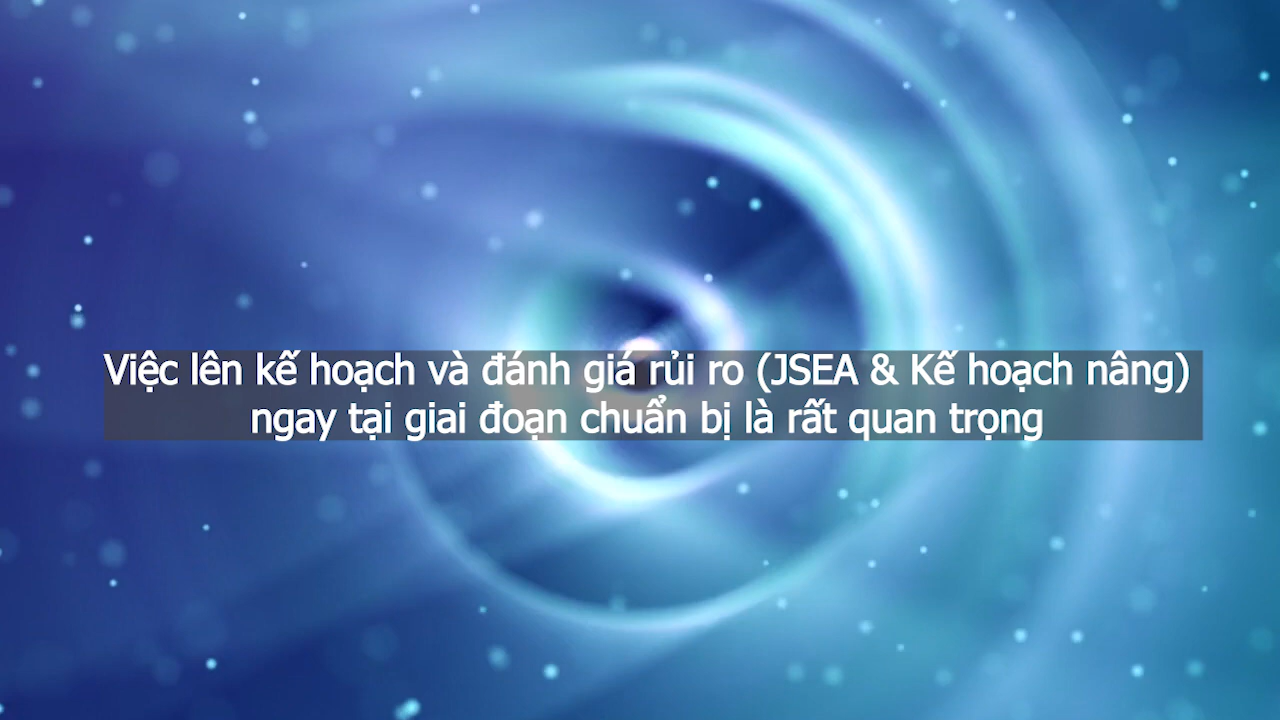 Việc lên kế hoạch và đánh giá rủi ro (JSEA & Kế hoạch nâng)
ngay tại giai đoạn chuẩn bị là rất quan trọng